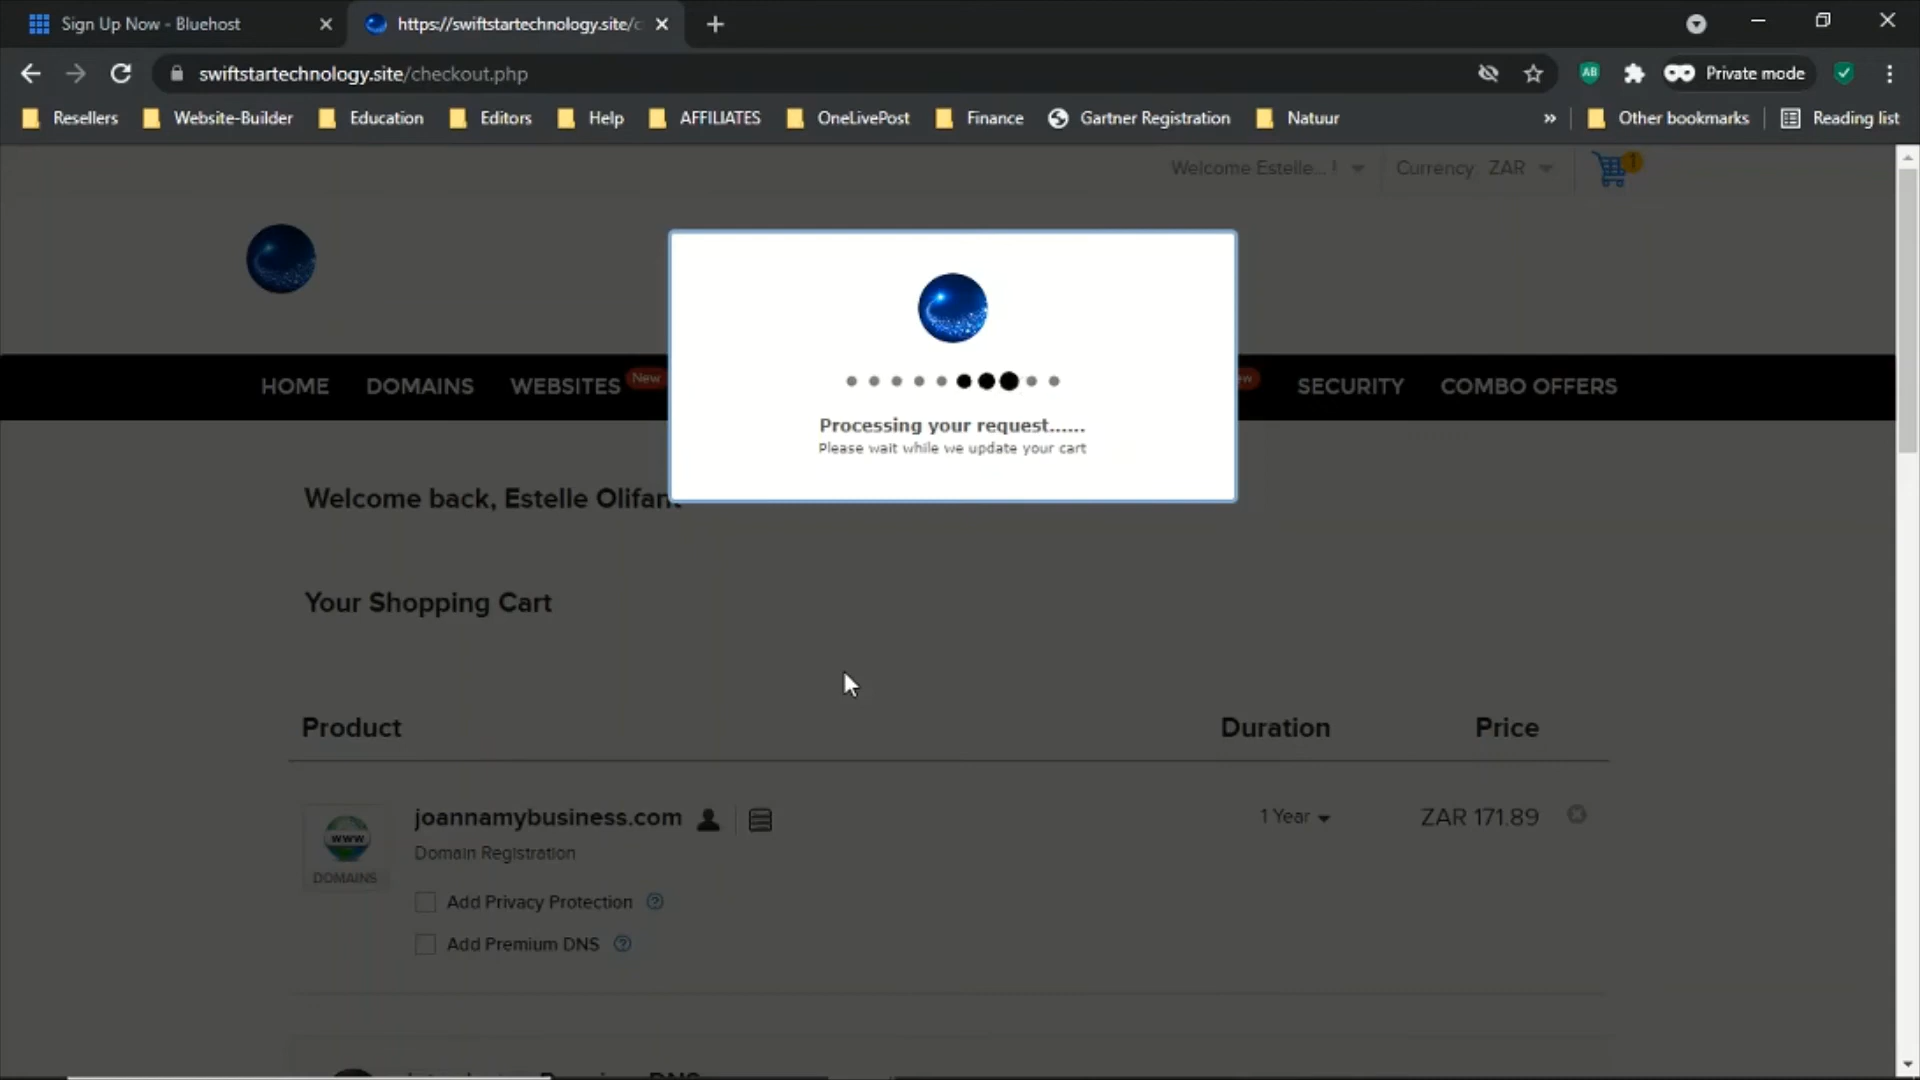 Sign Up Now - Bluehost
https://swiftstartechnology.site/c
swiftstartechnology.site/checkout.php
AB
Private mode
Resellers
Website-Builder
Education
Editors
Help
AFFILIATES
OneLivePost
Finance
Gartner Registration
Natuur
»
Other bookmarks
Reading list
Welcome Estelle... !
Currency ZAR
1
HOME
DOMAINS
WEBSITES
New
SECURITY
COMBO OFFERS
Processing your request......
Please wait while we update your cart
Welcome back, Estelle Olifant
Your Shopping Cart
Product
Duration
Price
WWW
DOMAINS
joannamybusiness.com
1 Year
ZAR 171.89
Domain Registration
Add Privacy Protection ?
Add Premium DNS ?